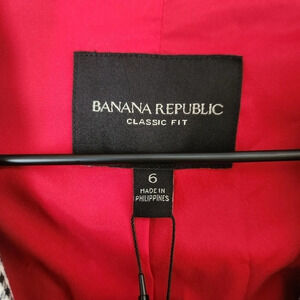 BANANA REPUBLIC
CLASSIC FIT
6
MADE IN
PHILIPPINES